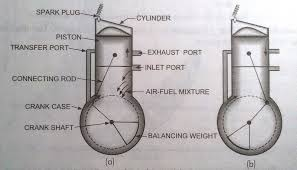 SPARK PLUG
CYLINDER
PISTON
TRANSFER PORT
EXHAUST PORT
INLET PORT
CONNECTING ROD
AIR-FUEL MIXTURE
CRANK CASE
CRANK SHAFT
BALANCING WEIGHT
(a)
(b)